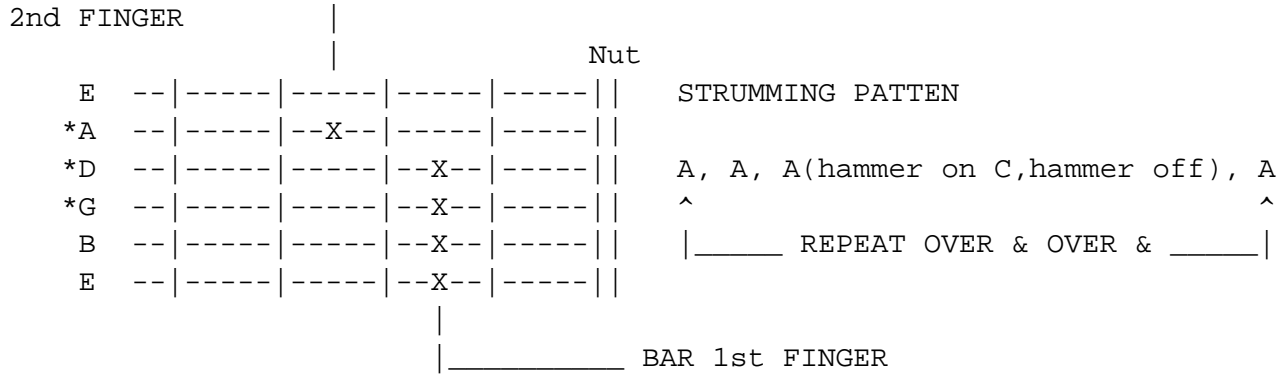 2nd FINGER           |
                     |                Nut
    E  --|-----|-----|-----|-----||   STRUMMING PATTEN
   *A  --|-----|--X--|-----|-----||
   *D  --|-----|-----|--X--|-----||   A, A, A(hammer on C,hammer off), A
   *G  --|-----|-----|--X--|-----||   ^                                ^
    B  --|-----|-----|--X--|-----||   |_____ REPEAT OVER & OVER & _____|
    E  --|-----|-----|--X--|-----||
                        |
                        |__________ BAR 1st FINGER